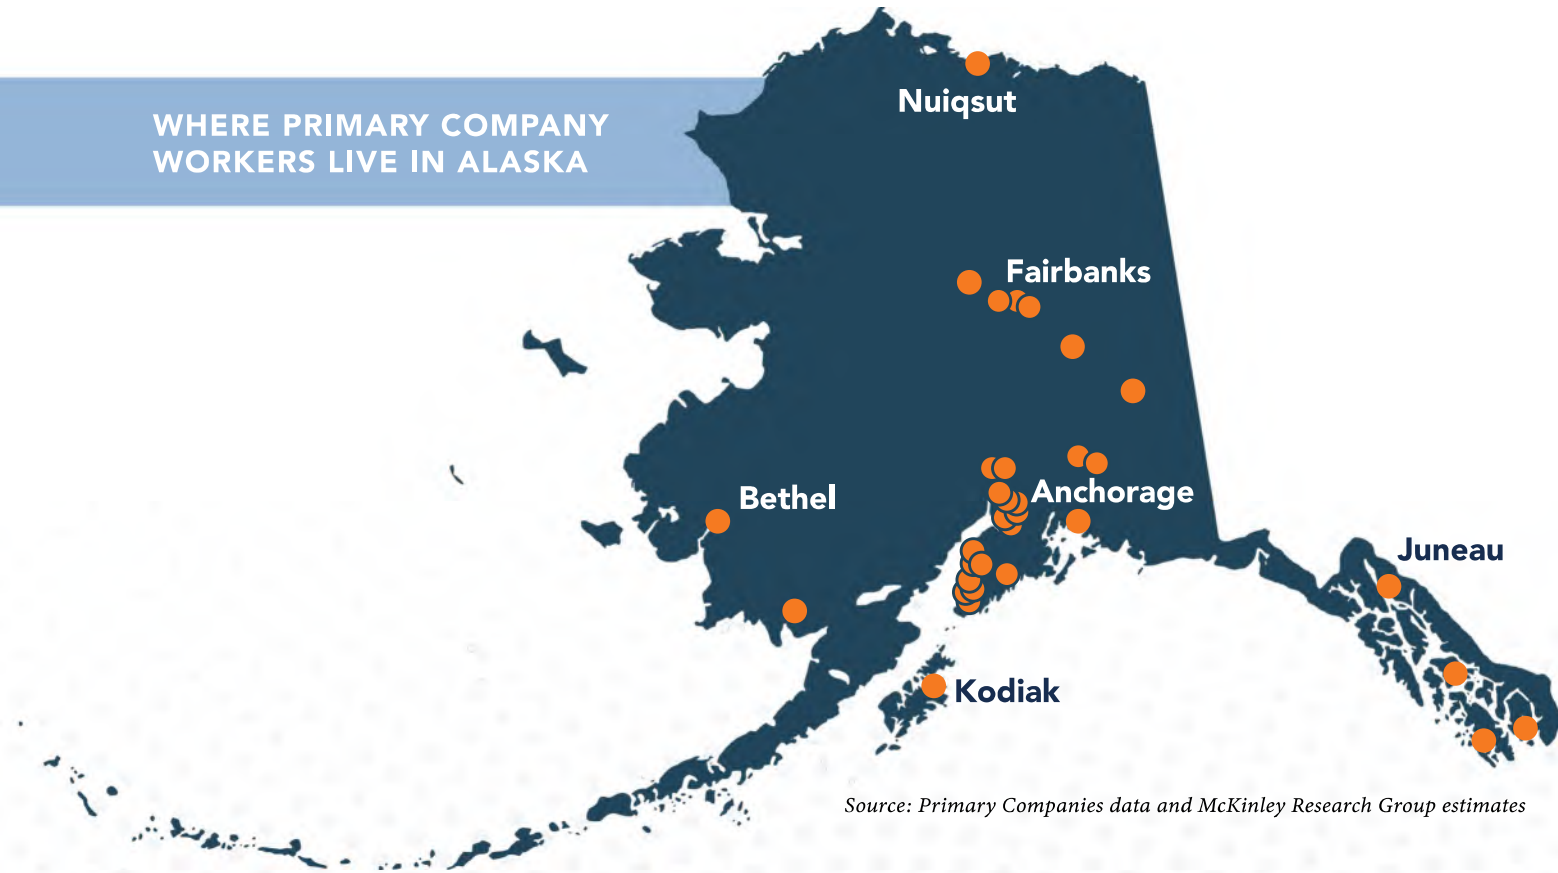 WHERE PRIMARY COMPANY
WORKERS LIVE IN ALASKA
Nuiqsut
Fairbanks
Bethel
Anchorage
Juneau
Kodiak
Source: Primary Companies data and McKinley Research Group estimates